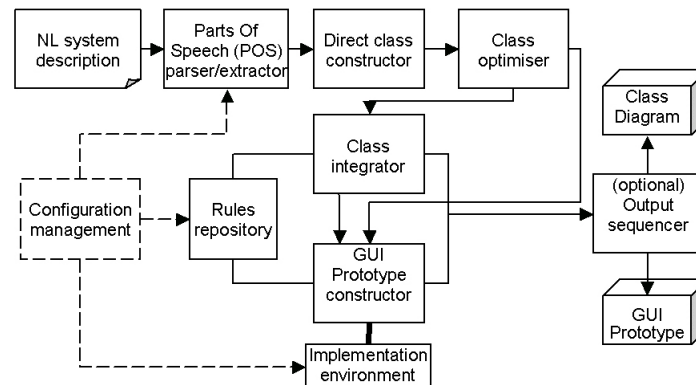 NL system
description
Parts Of
Speech (POS)
parser/extractor
Direct class
constructor
Class
optimiser
Class
Diagram
Class
integrator
Configuration
management
Rules
repository
(optional)
Output
sequencer
GUI
Prototype
constructor
GUI
Prototype
Implementation
environment